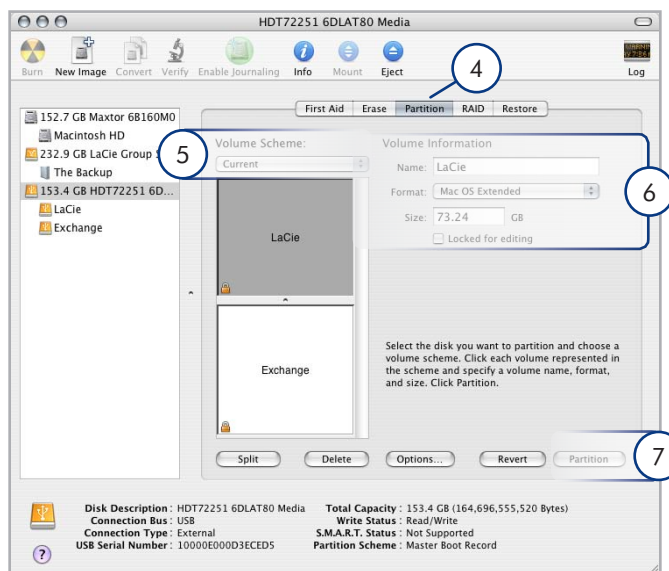 HDT72251 6DLAT80 Media
Burn New Image Convert Verify Enable Journaling Info Mount Eject Log
4
First Aid Erase Partition RAID Restore
152.7 GB Maxtor 6B160M0
Macintosh HD
232.9 GB LaCie Group
The Backup
153.4 GB HDT72251 6D...
LaCie
Exchange
5
Volume Scheme:
Current
LaCie
Exchange
Volume Information
Name: LaCie
Format: Mac OS Extended
Size: 73.24 GB
Locked for editing
6
Select the disk you want to partition and choose a
volume scheme. Click each volume represented in
the scheme and specify a volume name, format,
and size. Click Partition.
Split Delete Options... Revert Partition
7
Disk Description : HDT72251 6DLAT80 Media
Connection Bus : USB
Connection Type : External
USB Serial Number : 10000E000D3ECED5
Total Capacity : 153.4 GB (164,696,555,520 Bytes)
Write Status : Read/Write
S.M.A.R.T. Status : Not Supported
Partition Scheme : Master Boot Record
?